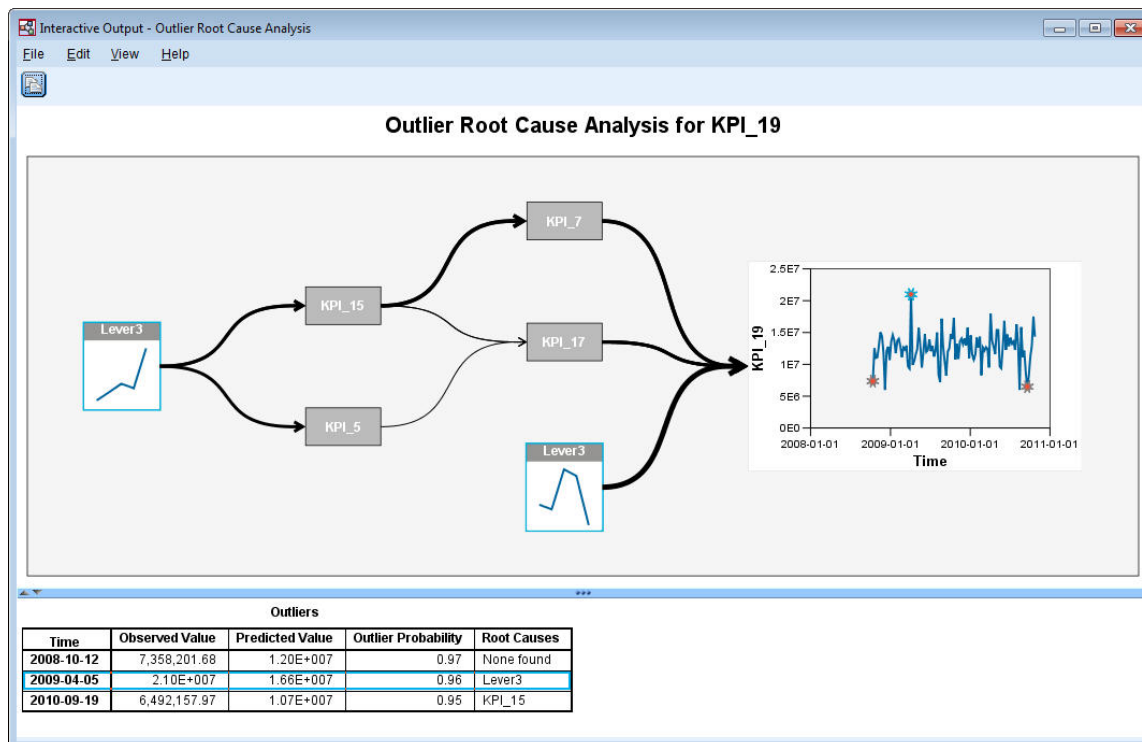 Interactive Output - Outlier Root Cause Analysis
File Edit View Help
Outlier Root Cause Analysis for KPI_19
KPI_7
KPI_15
Lever3
KPI_17
KPI_5
Lever3
KPI_19
2.5E7
2E7
1.5E7
1E7
5E6
0E0
2008-01-01 2009-01-01 2010-01-01 2011-01-01
Time
Outliers
Time Observed Value Predicted Value Outlier Probability Root Causes
2008-10-12 7,358,201.68 1.20E+007 0.97 None found
2009-04-05 2.10E+007 1.66E+007 0.96 Lever3
2010-09-19 6,492,157.97 1.07E+007 0.95 KPI_15